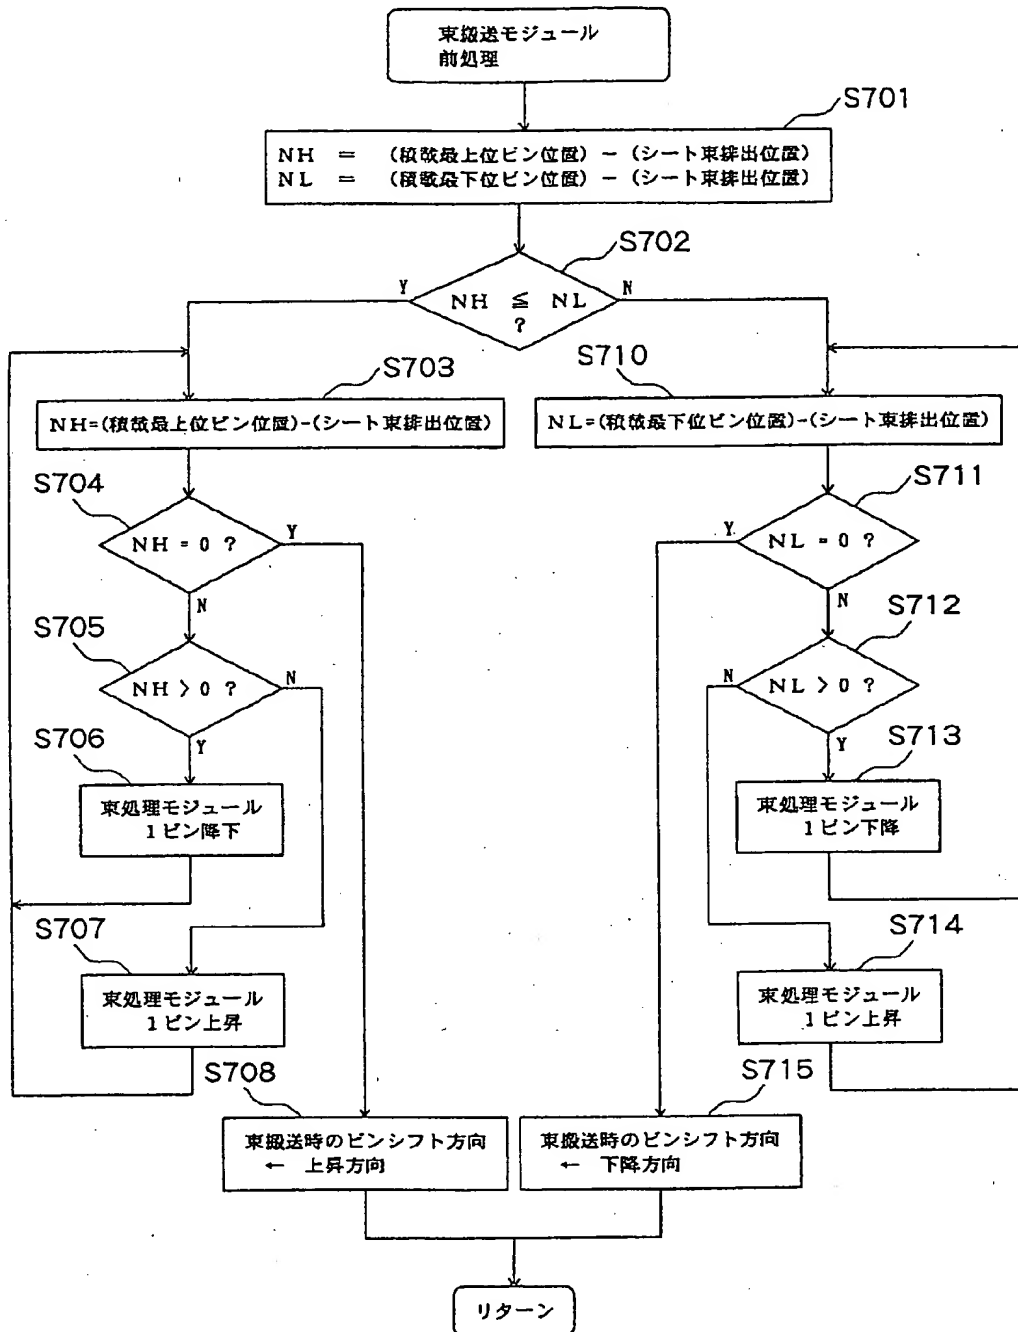 束搬送モジュール
前処理
S701
NH = (積載最上位ビン位置) − (シート束排出位置)
NL = (積載最下位ビン位置) − (シート束排出位置)
S702
Y
NH ≦ NL
?
N
S703
NH=(積載最上位ビン位置)-(シート束排出位置)
S710
NL=(積載最下位ビン位置)-(シート束排出位置)
S704
NH = 0 ?
Y
N
S711
Y
NL = 0 ?
N
S705
NH > 0 ?
N
Y
S712
N
NL > 0 ?
Y
S706
束処理モジュール
1ビン降下
S713
束処理モジュール
1ビン下降
S707
束処理モジュール
1ビン上昇
S714
束処理モジュール
1ビン上昇
S708
束搬送時のビンシフト方向
← 上昇方向
S715
束搬送時のビンシフト方向
← 下降方向
リターン